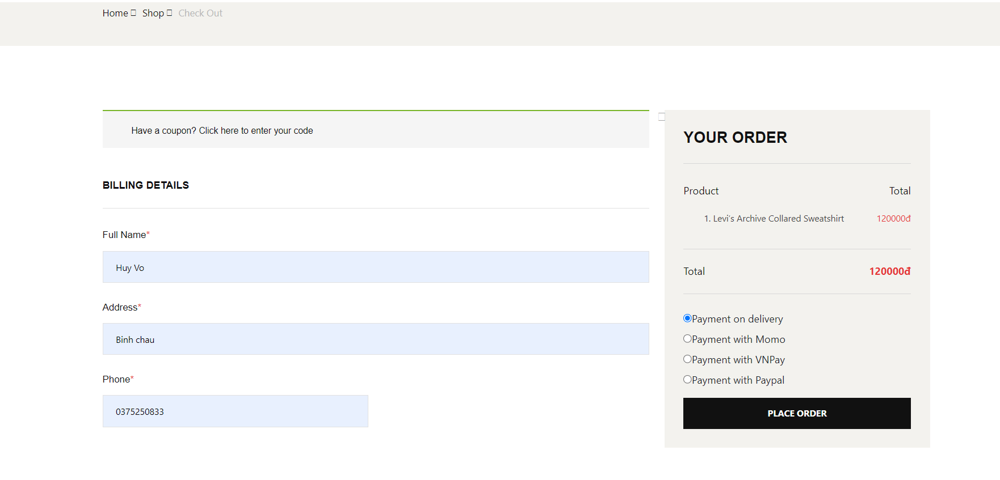 Home Shop Check Out
Have a coupon? Click here to enter your code
BILLING DETAILS
Full Name*
Huy Vo
Address*
Binh chau
Phone*
0375250833
YOUR ORDER
Product Total
1. Levi's Archive Collared Sweatshirt 120000đ
Total 120000đ
Payment on delivery
Payment with Momo
Payment with VNPay
Payment with Paypal
PLACE ORDER